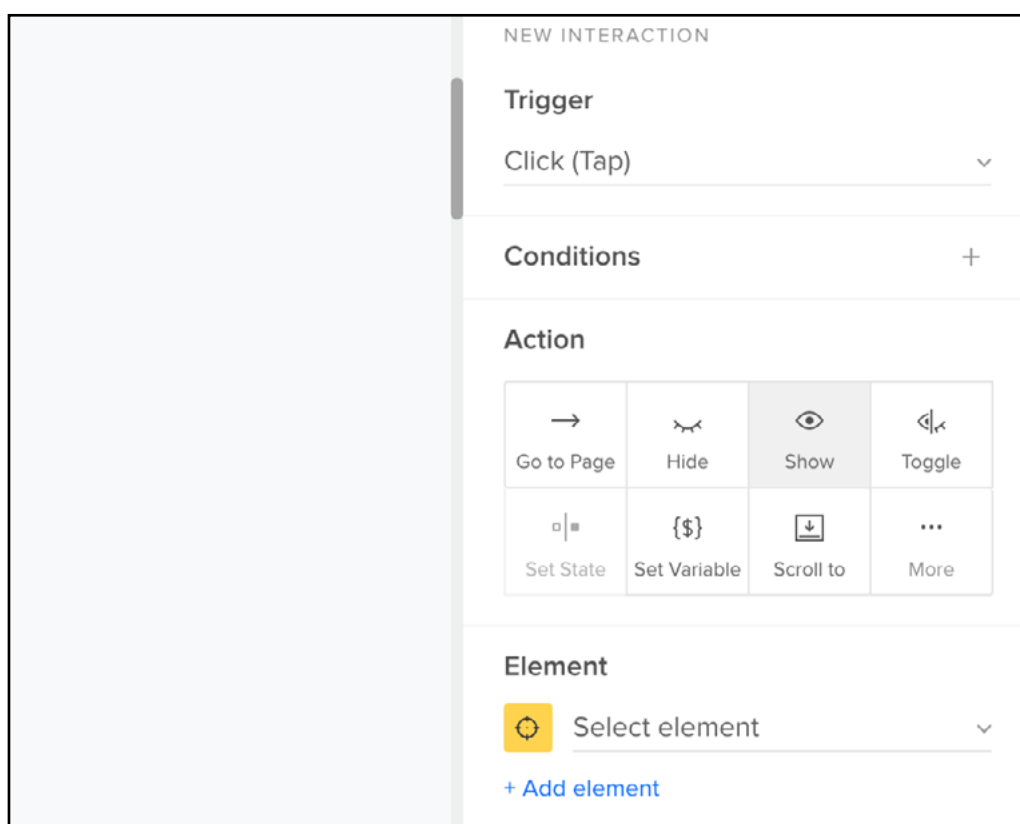 NEW INTERACTION
Trigger
Click (Tap)
Conditions
Action
Go to Page Hide Show Toggle
Set State {$} Set Variable Scroll to More
Element
Select element
+ Add element